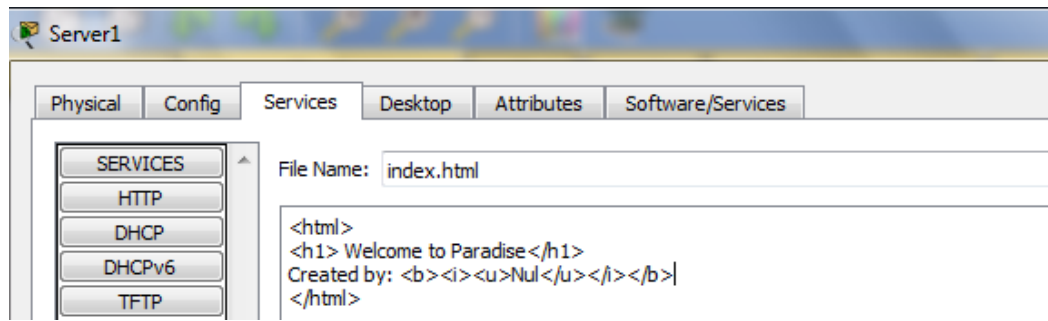 Server1
Physical Config Services Desktop Attributes Software/Services
SERVICES
HTTP
DHCP
DHCPv6
TFTP
File Name: index.html
<html>
<h1> Welcome to Paradise</h1>
Created by: <b><i><u>Nul</u></i></b>
</html>